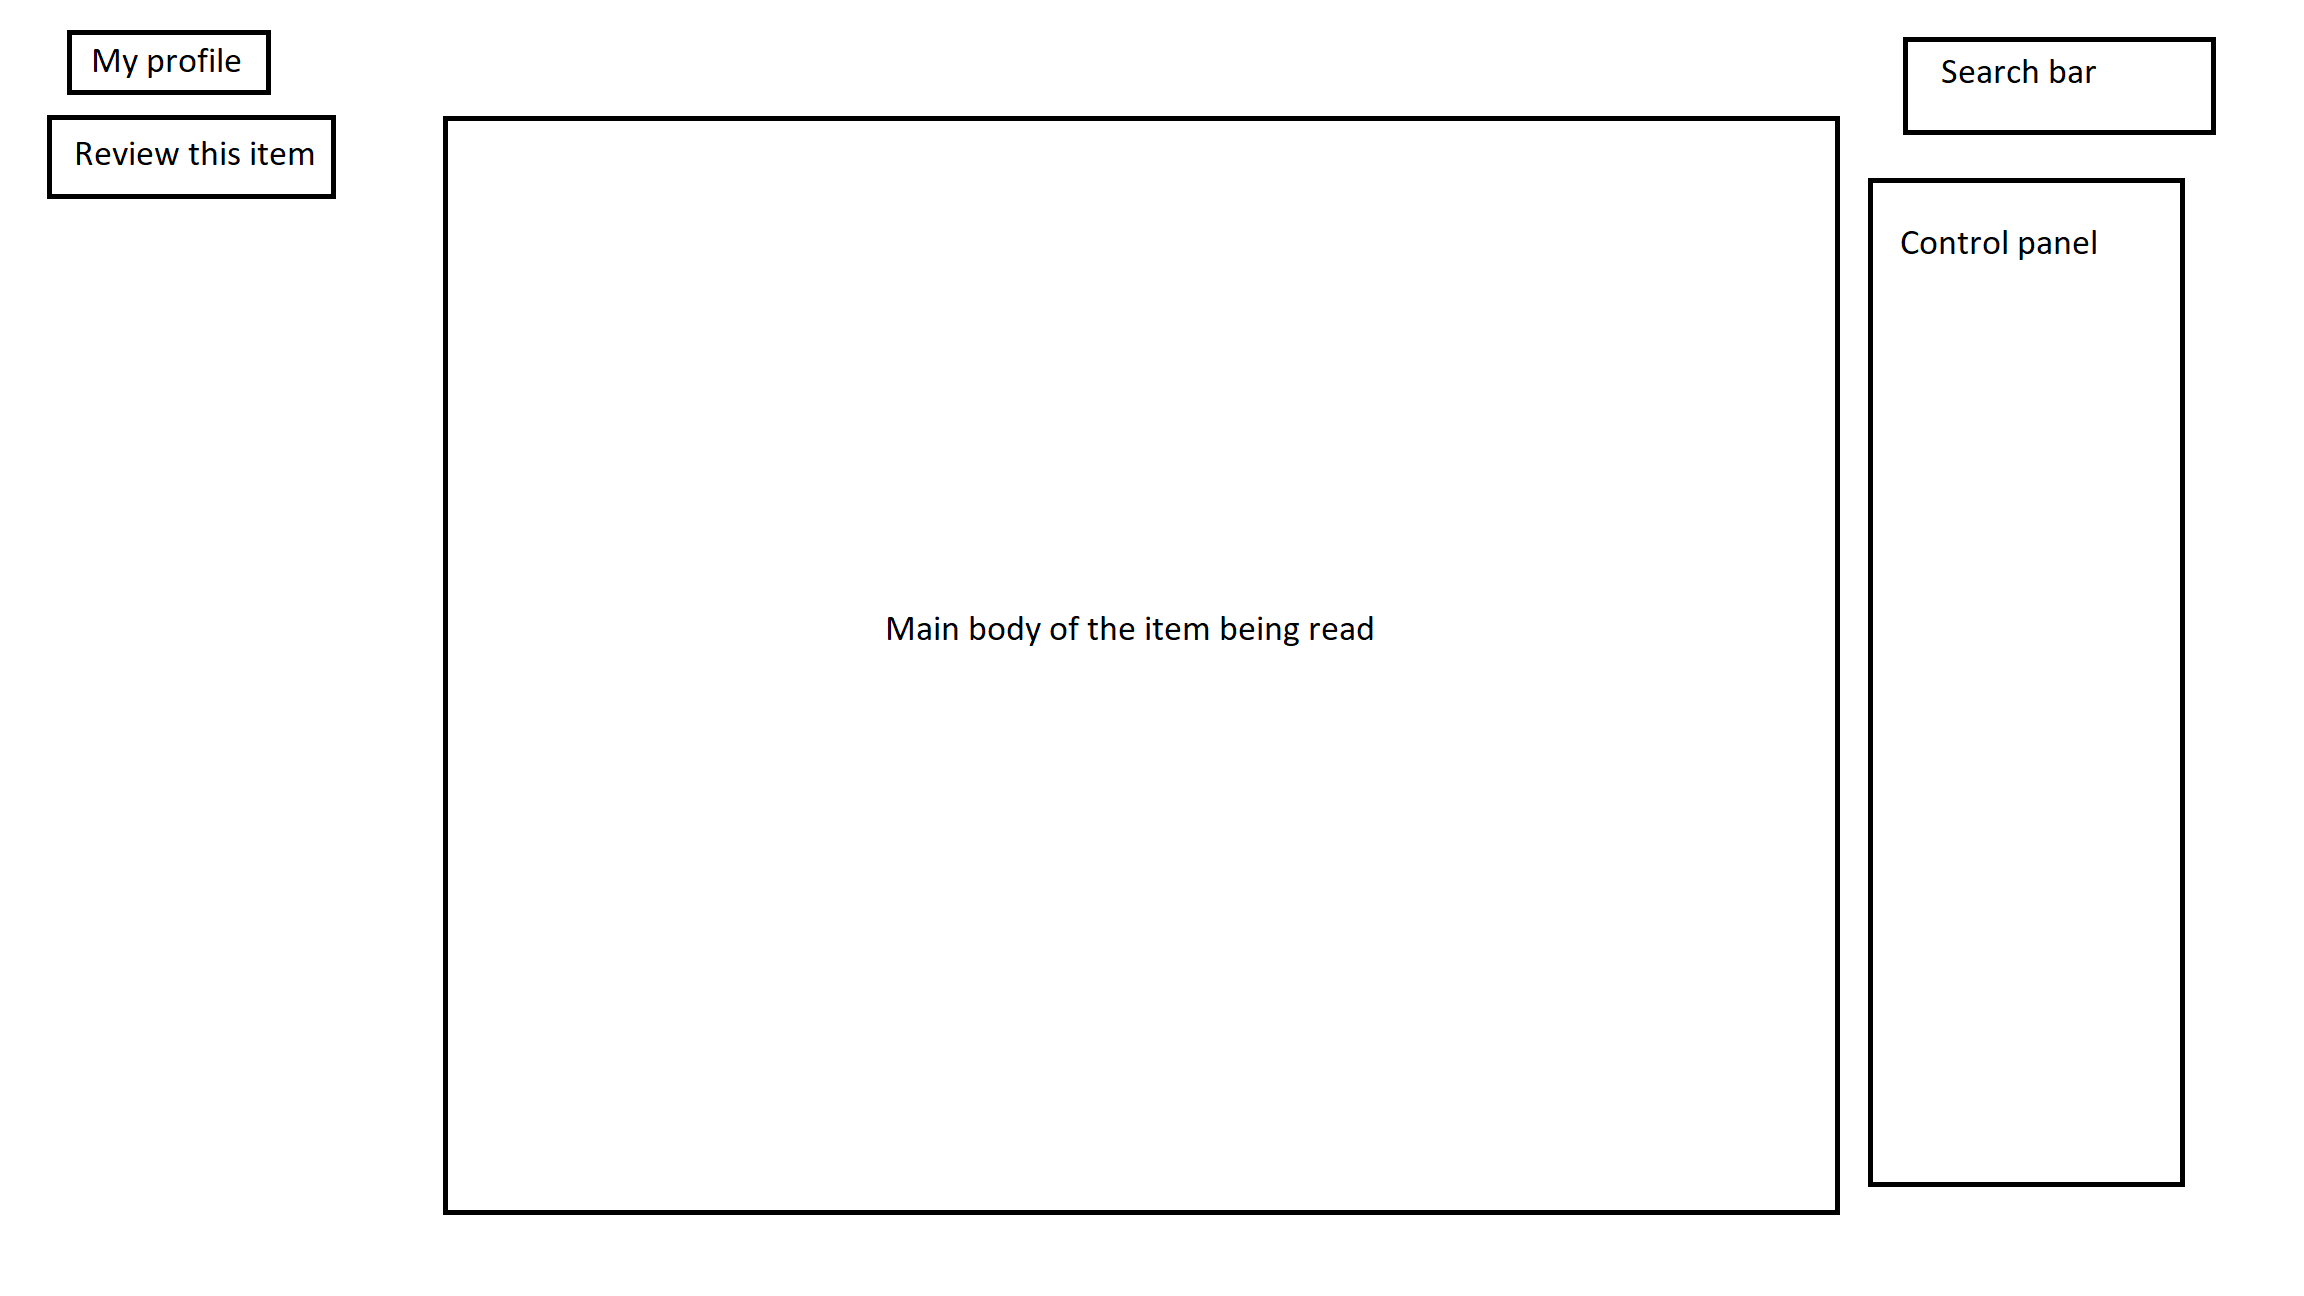 My profile
Search bar
Review this item
Control panel
Main body of the item being read